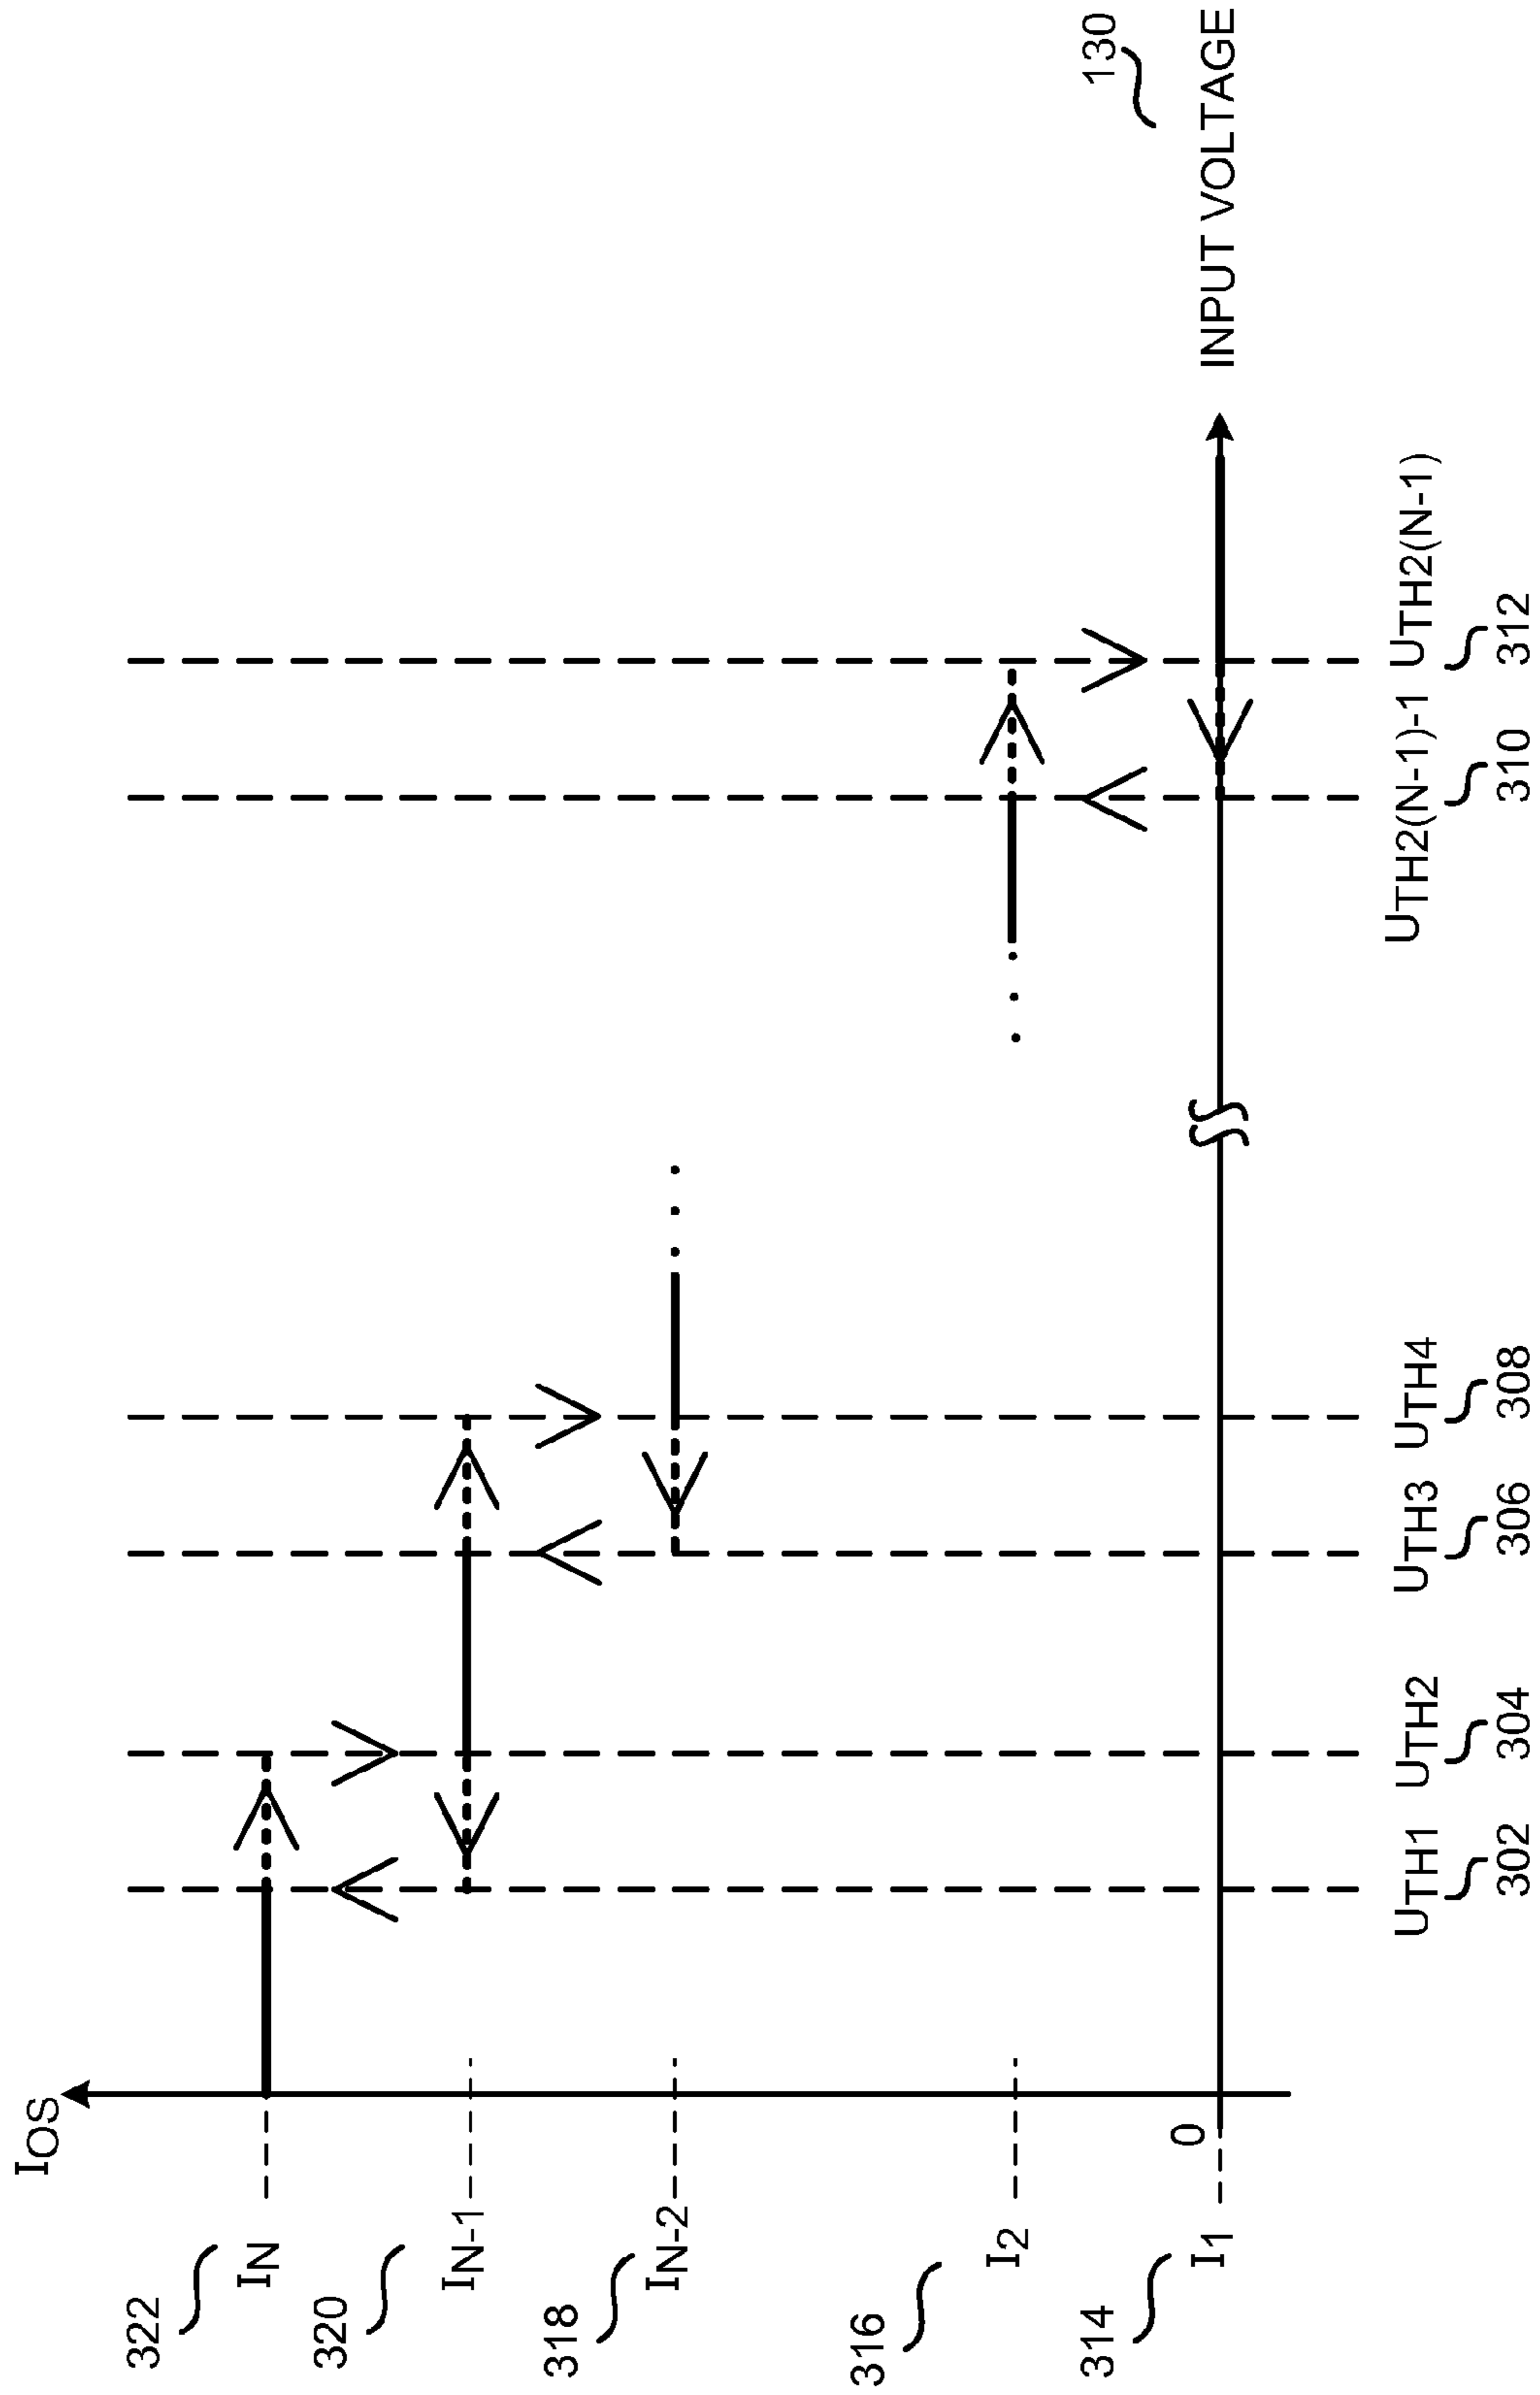 IOS
322
IN
320
IN-1
318
IN-2
316
I2
314
I1
0
130
INPUT VOLTAGE
UTH1
302
UTH2
304
UTH3
306
UTH4
308
UTH2(N-1)-1
310
UTH2(N-1)
312